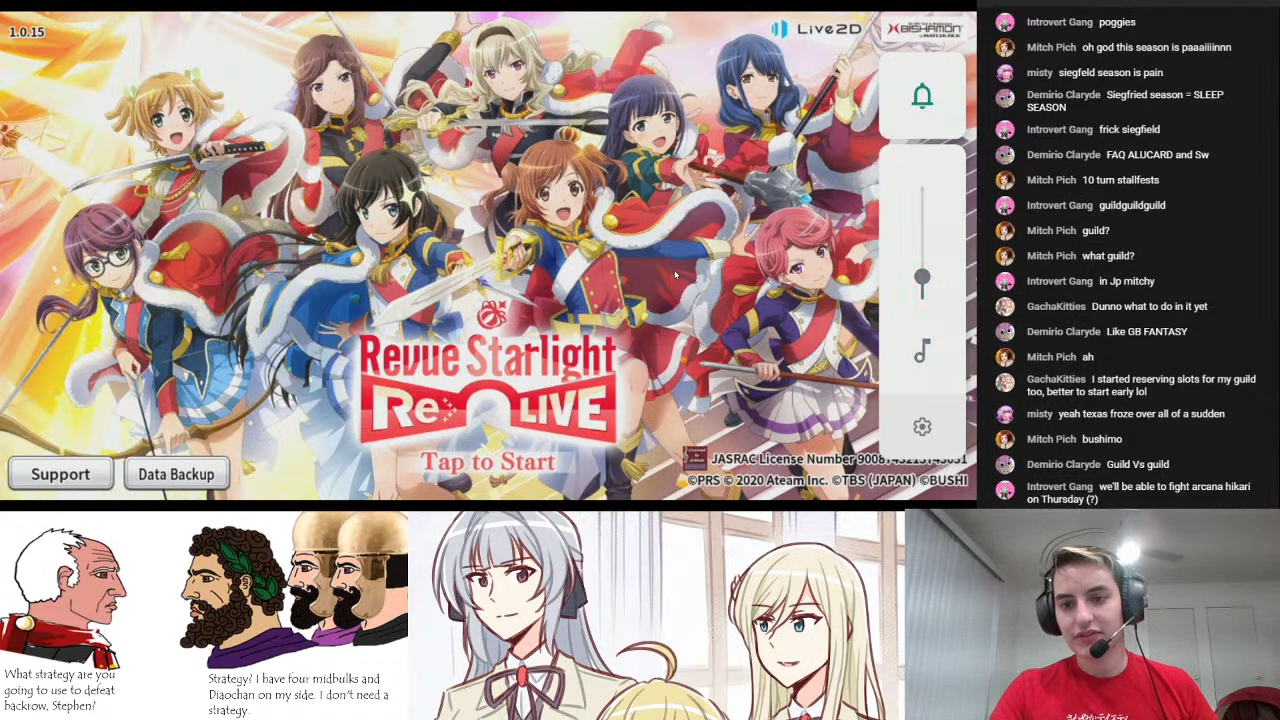 1.0.15
Live2D
BISHAMON
Revue Starlight
Re LIVE
Tap to Start
Support
Data Backup
JASRAC License Number
©PRS © 2020 Ateam Inc. ©TBS (JAPAN) ©BUSHI
Introvert Gang poggies
Mitch Pich oh god this season is paaaiiiinnn
misty siegfeld season is pain
Demirio Claryde Siegfried season = SLEEP
SEASON
Introvert Gang frick siegfield
Demirio Claryde FAQ ALUCARD and Sw
Mitch Pich 10 turn stallfests
Introvert Gang guildguildguild
Mitch Pich guild?
Mitch Pich what guild?
Introvert Gang in Jp mitchy
GachaKitties Dunno what to do in it yet
Demirio Claryde Like GB FANTASY
Mitch Pich ah
GachaKitties I started reserving slots for my guild
too, better to start early lol
misty yeah texas froze over all of a sudden
Mitch Pich bushimo
Demirio Claryde Guild Vs guild
Introvert Gang we'll be able to fight arcana hikari
on Thursday (?)
What strategy are you
going to use to defeat
backrow, Stephen?
Strategy? I have four midbulks and
Diaochan on my side. I don't need a
strategy.